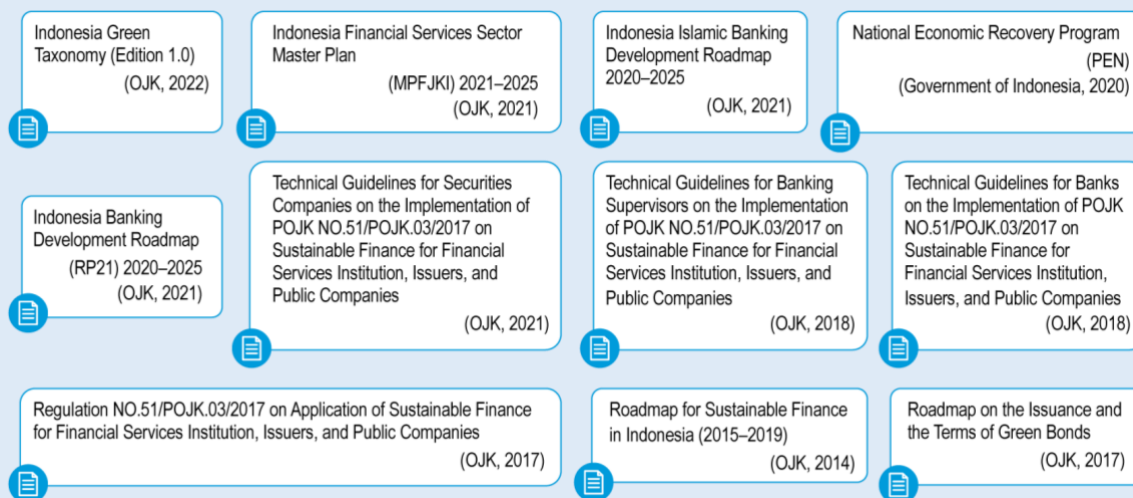 Indonesia Green
Taxonomy (Edition 1.0)
(OJK, 2022)
Indonesia Financial Services Sector
Master Plan
(MPFJKI) 2021–2025
(OJK, 2021)
Indonesia Islamic Banking
Development Roadmap
2020–2025
(OJK, 2021)
National Economic Recovery Program
(PEN)
(Government of Indonesia, 2020)
Indonesia Banking
Development Roadmap
(RP21) 2020–2025
(OJK, 2021)
Technical Guidelines for Securities
Companies on the Implementation of
POJK NO.51/POJK.03/2017 on
Sustainable Finance for Financial
Services Institution, Issuers, and
Public Companies
(OJK, 2021)
Technical Guidelines for Banking
Supervisors on the Implementation
of POJK NO.51/POJK.03/2017 on
Sustainable Finance for Financial
Services Institution, Issuers, and
Public Companies
(OJK, 2018)
Technical Guidelines for Banks
on the Implementation of POJK
NO.51/POJK.03/2017 on
Sustainable Finance for
Financial Services Institution,
Issuers, and Public Companies
(OJK, 2018)
Regulation NO.51/POJK.03/2017 on Application of Sustainable Finance
for Financial Services Institution, Issuers, and Public Companies
(OJK, 2017)
Roadmap for Sustainable Finance
in Indonesia (2015–2019)
(OJK, 2014)
Roadmap on the Issuance and
the Terms of Green Bonds
(OJK, 2017)